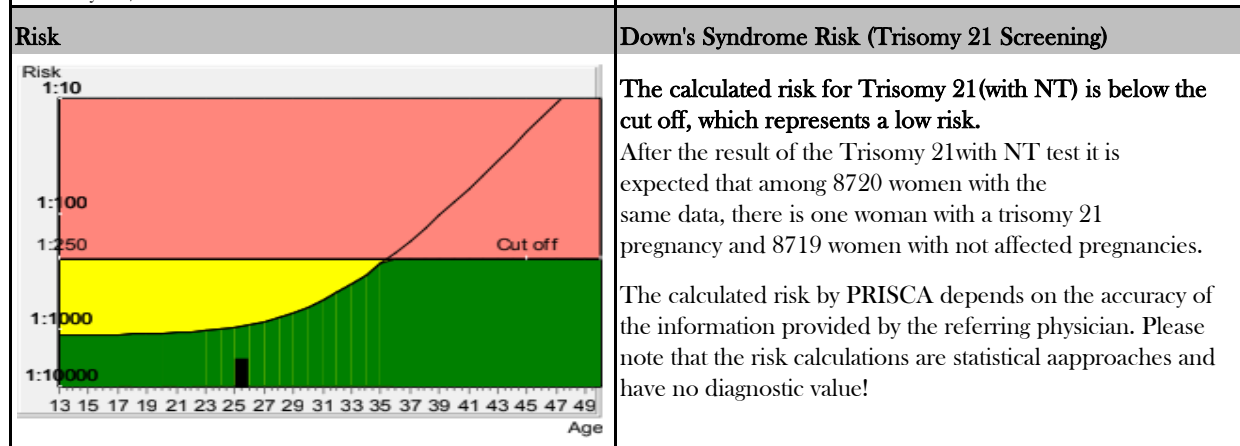 Risk
Down's Syndrome Risk (Trisomy 21 Screening)
Risk
1:10
1:100
1:250
Cut off
1:1000
1:10000
13 15 17 19 21 23 25 27 29 31 33 35 37 39 41 43 45 47 49
Age
The calculated risk for Trisomy 21(with NT) is below the
cut off, which represents a low risk.
After the result of the Trisomy 21with NT test it is
expected that among 8720 women with the
same data, there is one woman with a trisomy 21
pregnancy and 8719 women with not affected pregnancies.
The calculated risk by PRISCA depends on the accuracy of
the information provided by the referring physician. Please
note that the risk calculations are statistical aapproaches and
have no diagnostic value!